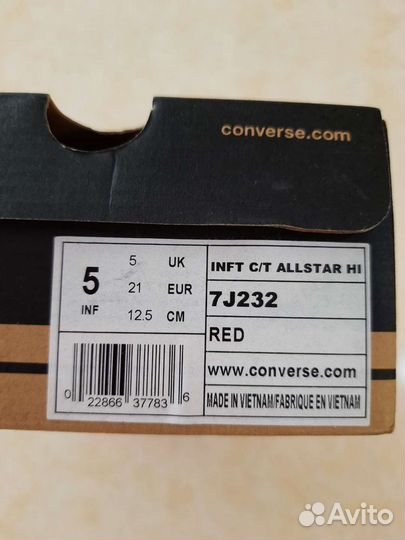 converse.com
5 INF
5 UK
21 EUR
12.5 CM
0 22866 37783 6
INFT C/T ALLSTAR HI
7J232
RED
www.converse.com
MADE IN VIETNAM/FABRIQUE EN VIETNAM
Avito